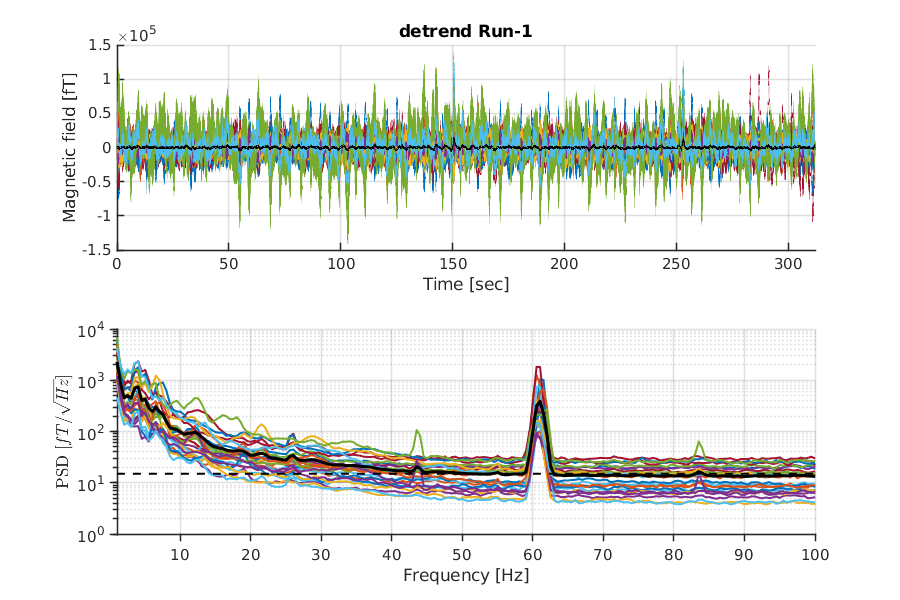 detrend Run-1
×10^5
1.5
1
0.5
0
-0.5
-1
-1.5
Magnetic field [fT]
0 50 100 150 200 250 300
Time [sec]
10^4
10^3
10^2
10^1
10^0
PSD [fT/√Hz]
10 20 30 40 50 60 70 80 90 100
Frequency [Hz]